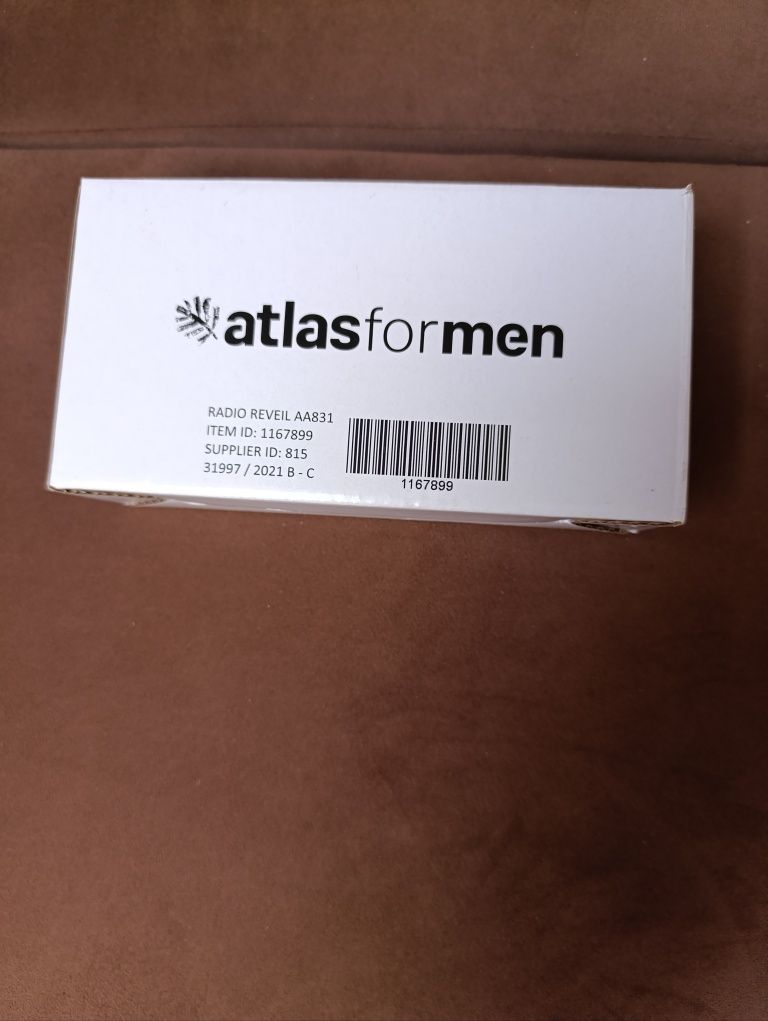 atlasformen
RADIO REVEIL AA831
ITEM ID: 1167899
SUPPLIER ID: 815
31997 / 2021 B - C
1167899